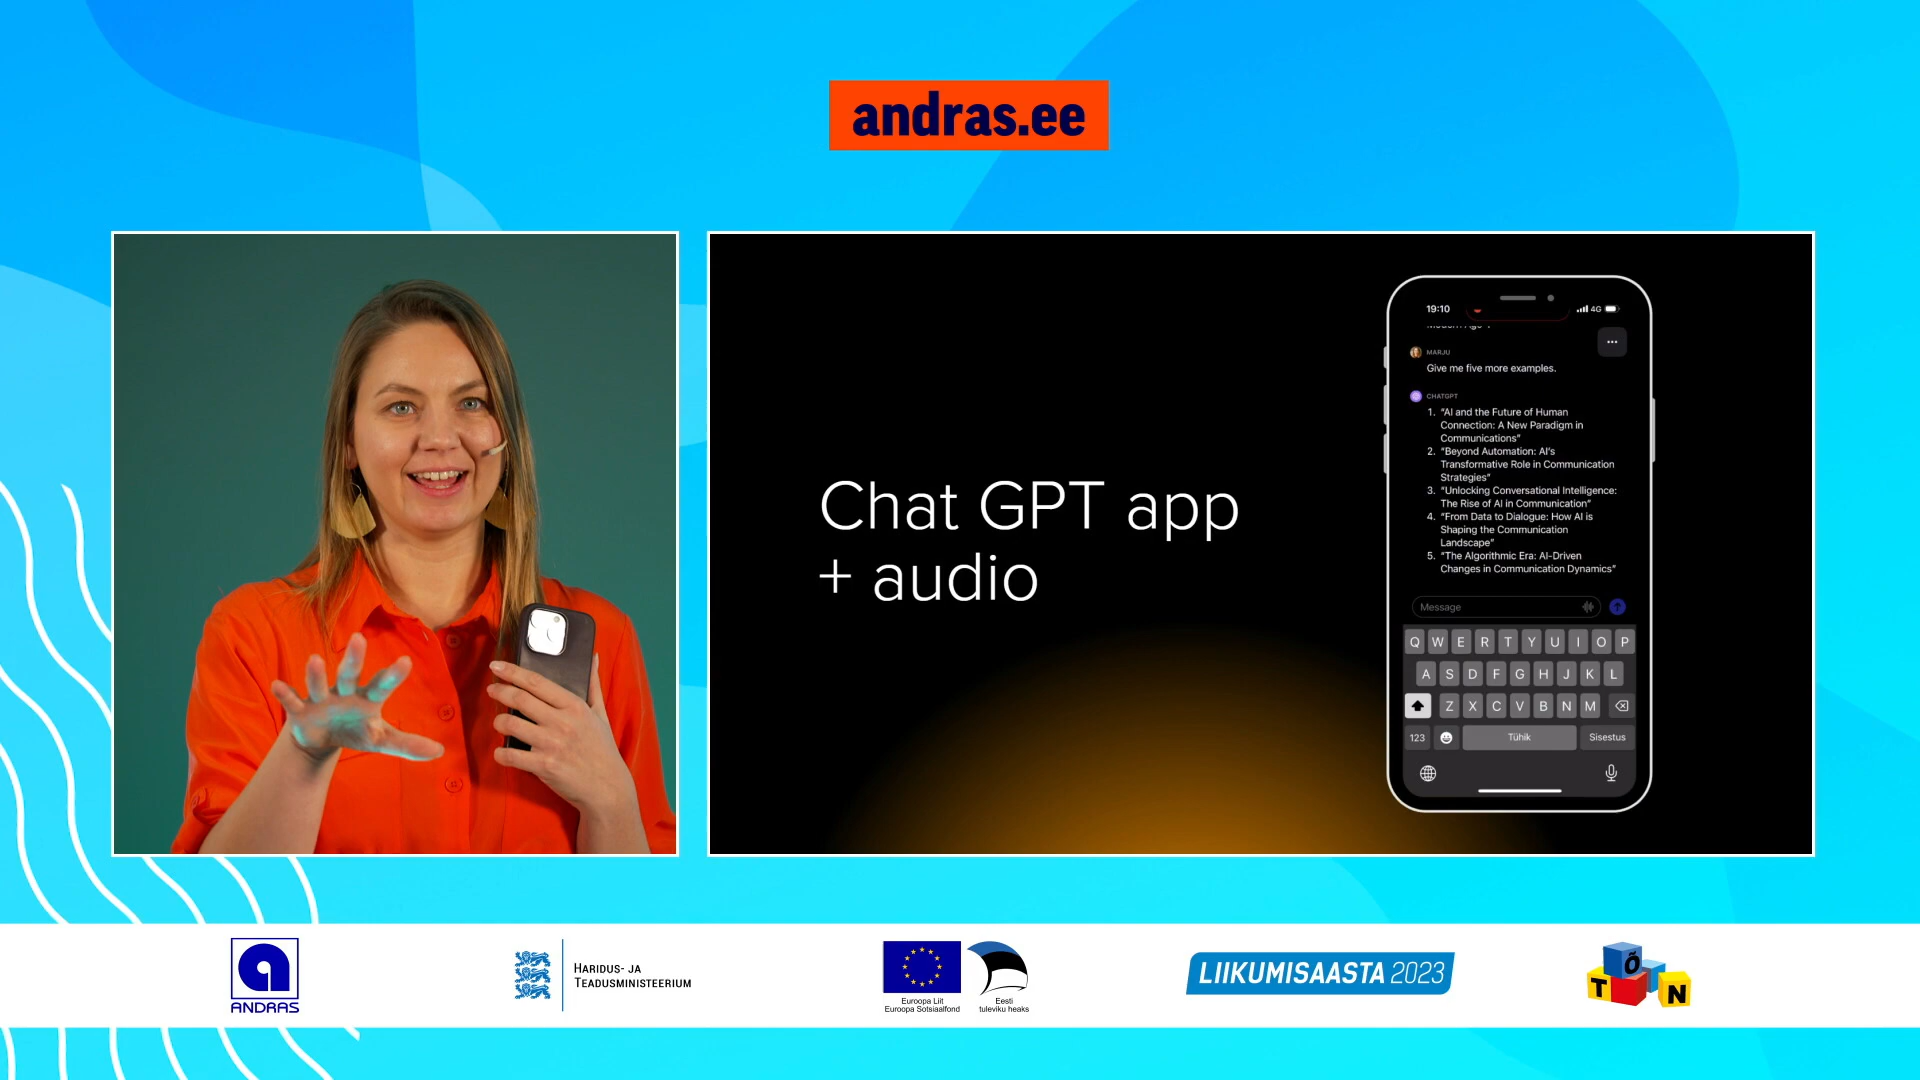 andras.ee
Chat GPT app
+ audio
19:10
4G
MARJU
Give me five more examples.
CHATGPT
1. "AI and the Future of Human
Connection: A New Paradigm in
Communications"
2. "Beyond Automation: AI's
Transformative Role in Communication
Strategies"
3. "Unlocking Conversational Intelligence:
The Rise of AI in Communication"
4. "From Data to Dialogue: How AI is
Shaping the Communication
Landscape"
5. "The Algorithmic Era: AI-Driven
Changes in Communication Dynamics"
Message
Q W E R T Y U I O P
A S D F G H J K L
Z X C V B N M
123 Tühik Sisestus
ANDRAS
HARIDUS- JA
TEADUSMINISTEERIUM
Euroopa Liit
Euroopa Sotsiaalfond
Eesti
tuleviku heaks
LIIKUMISAASTA 2023
TÕN